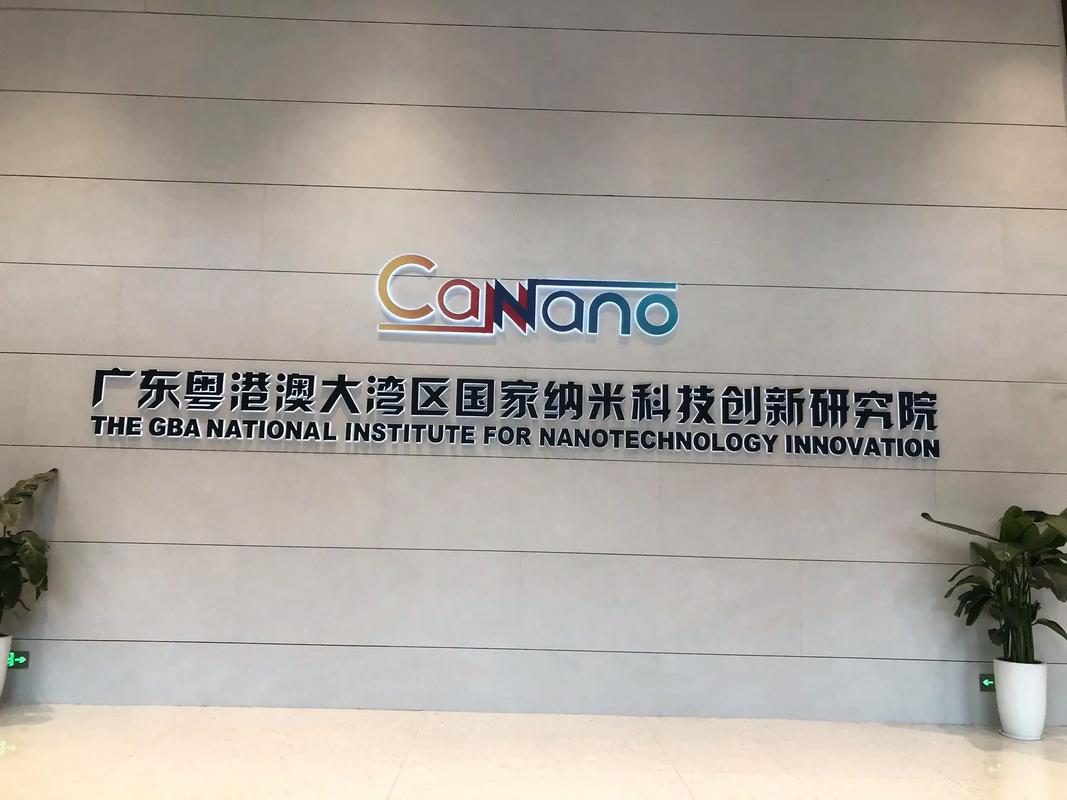 CaNNano
广东粤港澳大湾区国家纳米科技创新研究院
THE GBA NATIONAL INSTITUTE FOR NANOTECHNOLOGY INNOVATION